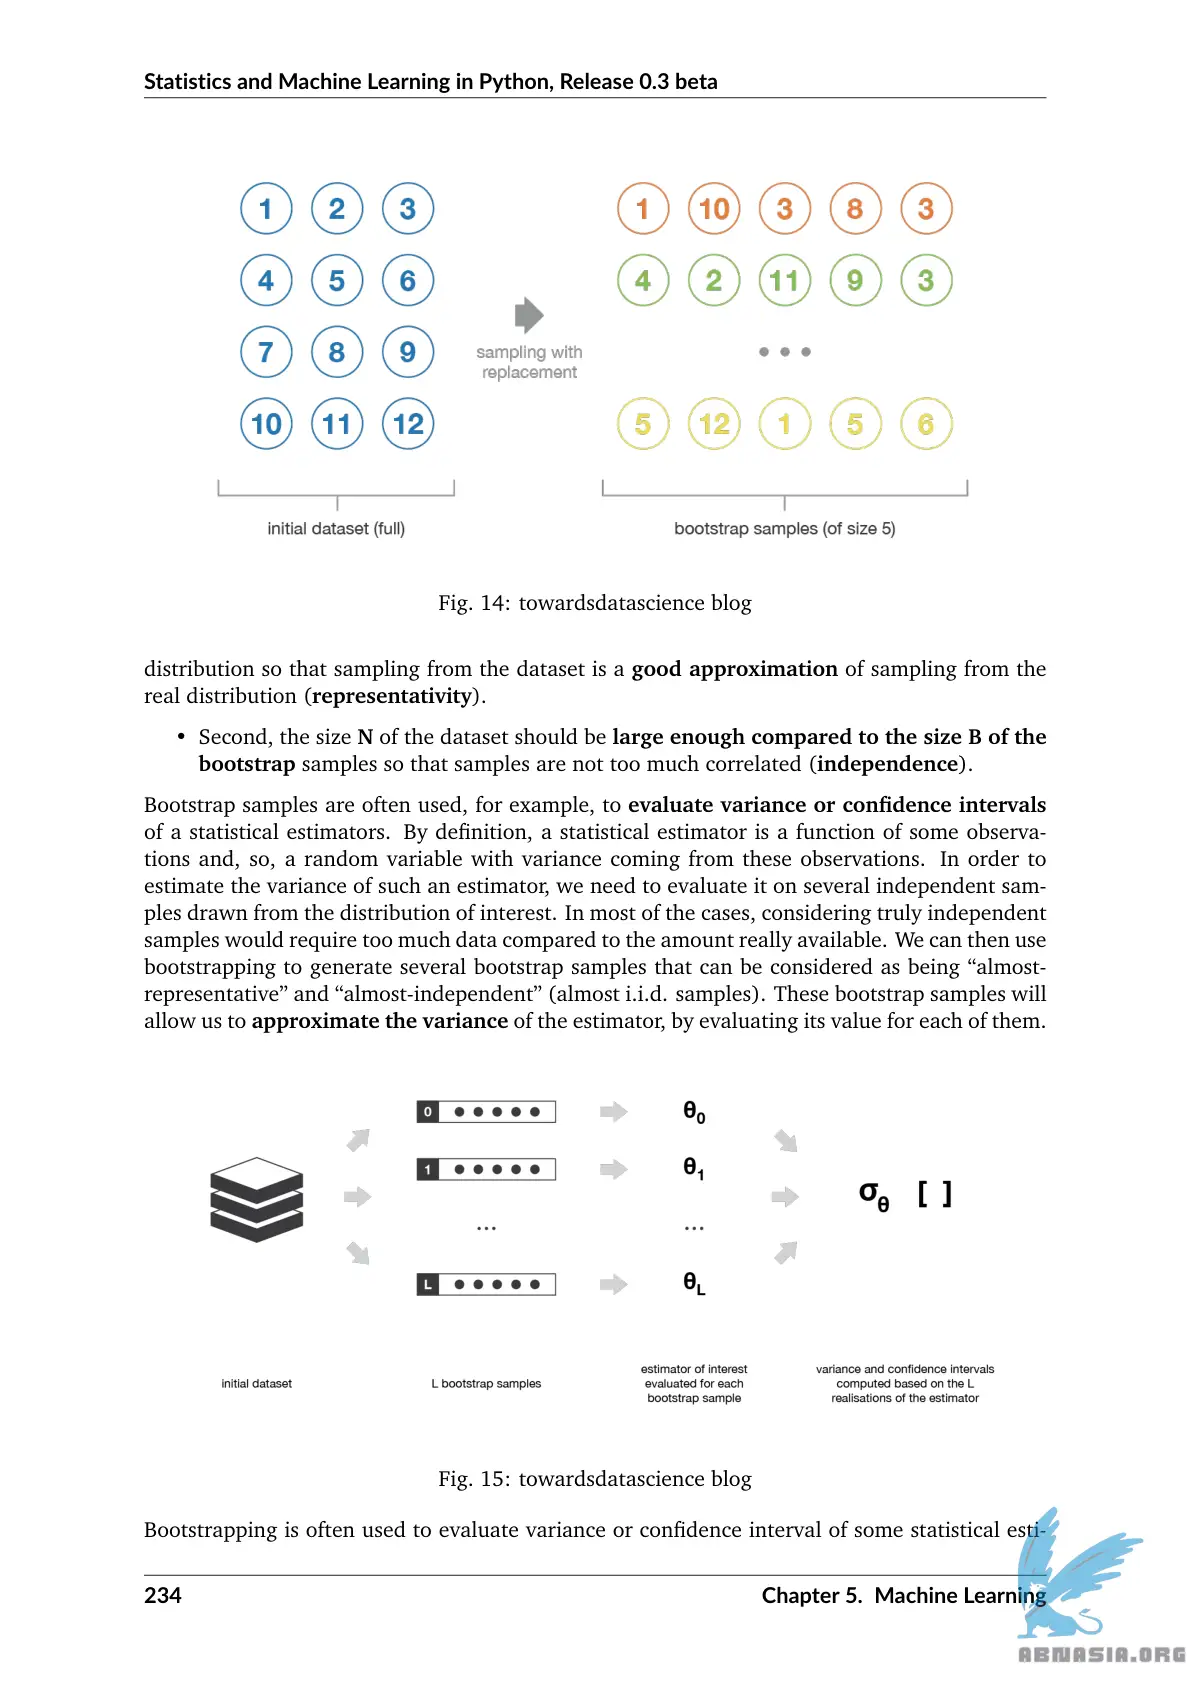 Statistics and Machine Learning in Python, Release 0.3 beta
1 2 3 1 10 3 8 3
4 5 6 4 2 11 9 3
sampling with
replacement
7 8 9 • • •
10 11 12 5 12 1 5 6
initial dataset (full) bootstrap samples (of size 5)
Fig. 14: towardsdatascience blog
distribution so that sampling from the dataset is a good approximation of sampling from the
real distribution (representativity).
• Second, the size N of the dataset should be large enough compared to the size B of the
bootstrap samples so that samples are not too much correlated (independence).
Bootstrap samples are often used, for example, to evaluate variance or confidence intervals
of a statistical estimators. By definition, a statistical estimator is a function of some observa-
tions and, so, a random variable with variance coming from these observations. In order to
estimate the variance of such an estimator, we need to evaluate it on several independent sam-
ples drawn from the distribution of interest. In most of the cases, considering truly independent
samples would require too much data compared to the amount really available. We can then use
bootstrapping to generate several bootstrap samples that can be considered as being “almost-
representative” and “almost-independent” (almost i.i.d. samples). These bootstrap samples will
allow us to approximate the variance of the estimator, by evaluating its value for each of them.
0 θ0
1 θ1
σθ [ ]
... ...
L θL
initial dataset
L bootstrap samples
estimator of interest
evaluated for each
bootstrap sample
variance and confidence intervals
computed based on the L
realisations of the estimator
Fig. 15: towardsdatascience blog
Bootstrapping is often used to evaluate variance or confidence interval of some statistical esti-
234 Chapter 5. Machine Learning
ABNASIA.ORG